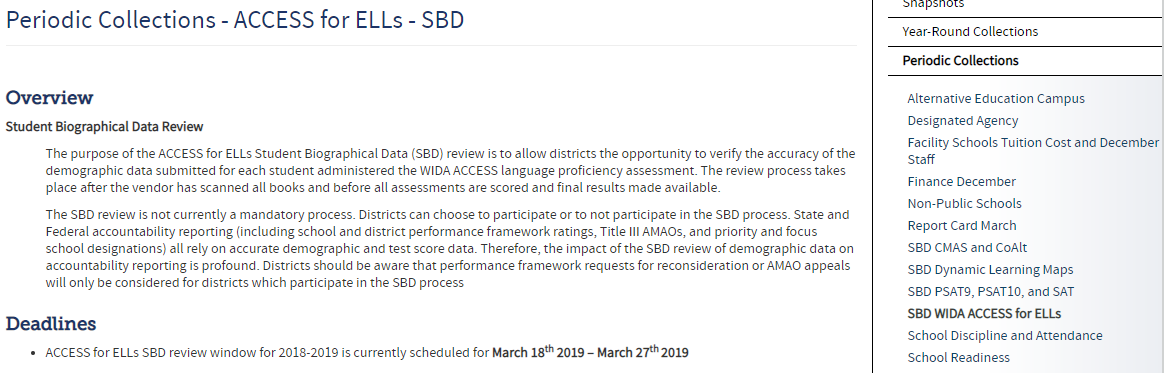 Periodic Collections - ACCESS for ELLs - SBD
Overview
Student Biographical Data Review
The purpose of the ACCESS for ELLs Student Biographical Data (SBD) review is to allow districts the opportunity to verify the accuracy of the
demographic data submitted for each student administered the WIDA ACCESS language proficiency assessment. The review process takes
place after the vendor has scanned all books and before all assessments are scored and final results made available.
The SBD review is not currently a mandatory process. Districts can choose to participate or to not participate in the SBD process. State and
Federal accountability reporting (including school and district performance framework ratings, Title III AMAOs, and priority and focus
school designations) all rely on accurate demographic and test score data. Therefore, the impact of the SBD review of demographic data on
accountability reporting is profound. Districts should be aware that performance framework requests for reconsideration or AMAO appeals
will only be considered for districts which participate in the SBD process
Deadlines
• ACCESS for ELLs SBD review window for 2018-2019 is currently scheduled for March 18th 2019 – March 27th 2019
Snapshots
Year-Round Collections
Periodic Collections
Alternative Education Campus
Designated Agency
Facility Schools Tuition Cost and December
Staff
Finance December
Non-Public Schools
Report Card March
SBD CMAS and CoAlt
SBD Dynamic Learning Maps
SBD PSAT9, PSAT10, and SAT
SBD WIDA ACCESS for ELLs
School Discipline and Attendance
School Readiness